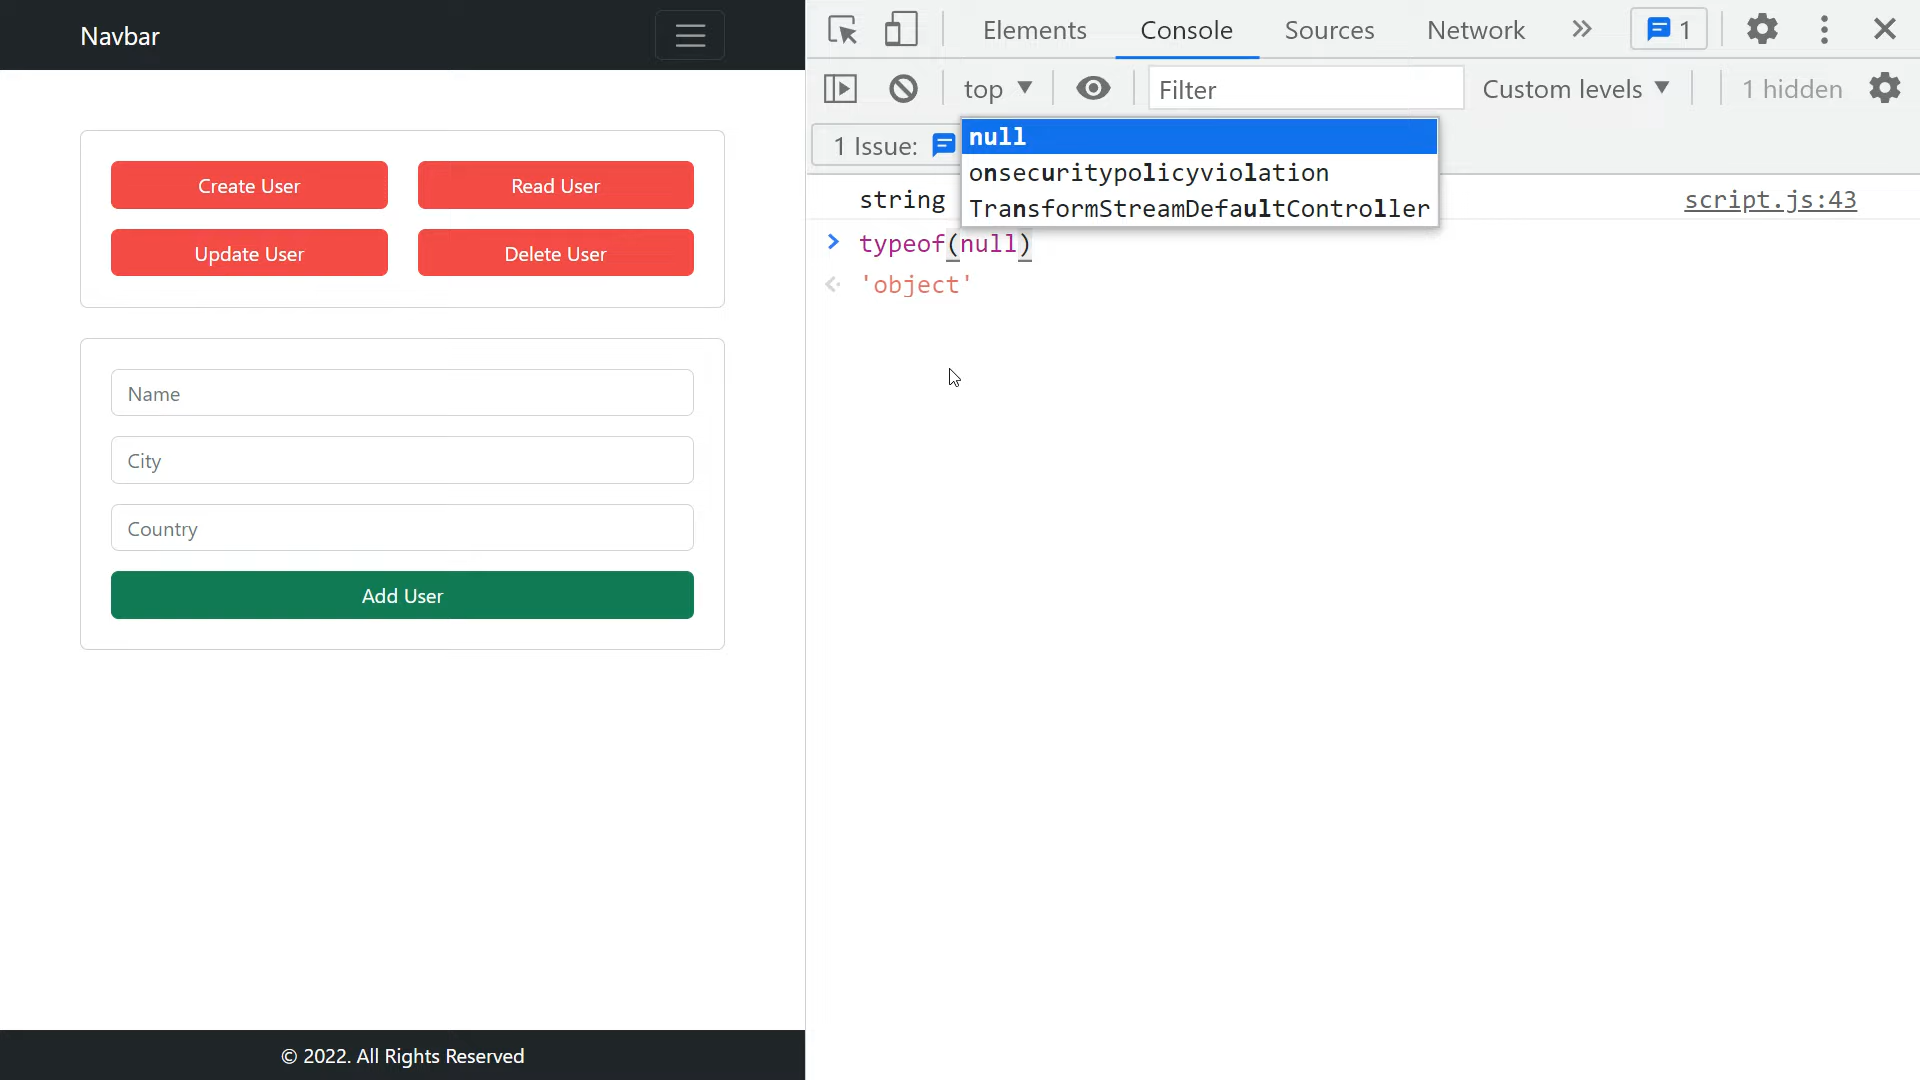 Navbar
Create User
Read User
Update User
Delete User
Name
City
Country
Add User
© 2022. All Rights Reserved
Elements
Console
Sources
Network
1
top
Filter
Custom levels
1 hidden
1 Issue:
null
onsecuritypolicyviolation
TransformStreamDefaultController
string
script.js:43
typeof(null)
'object'